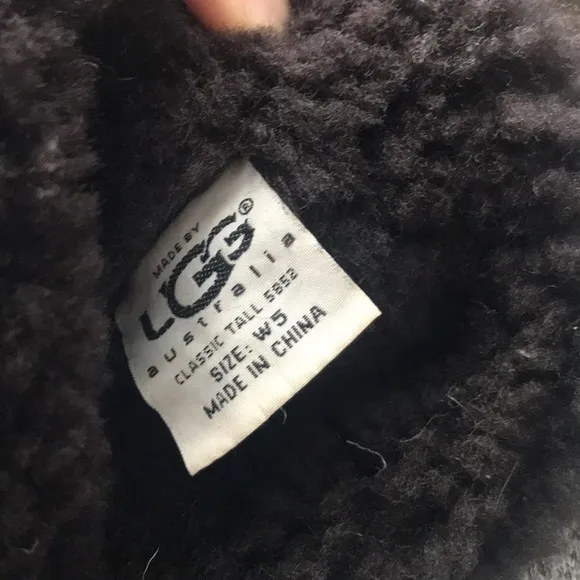 MADE BY
UGG®
australia
CLASSIC TALL 5852
SIZE: W5
MADE IN CHINA